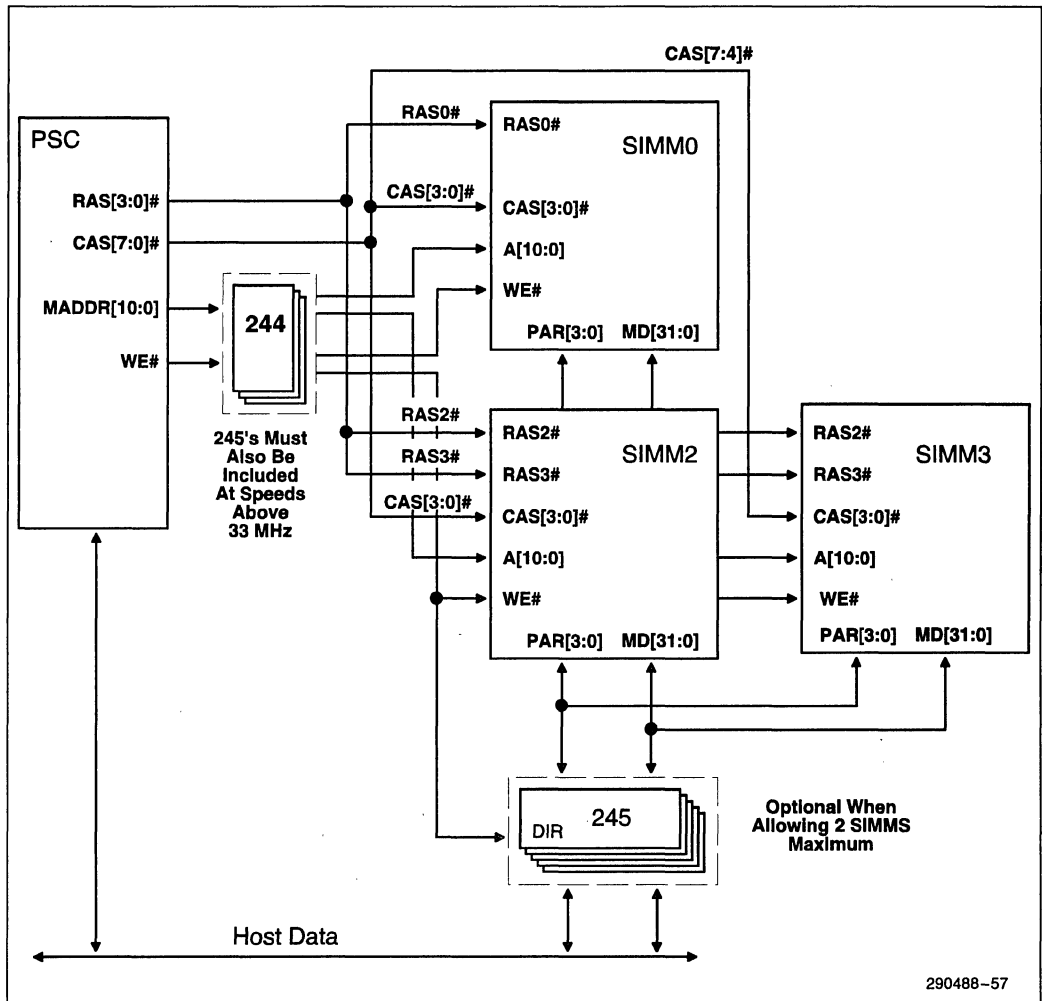 CAS[7:4]#
PSC
RAS[3:0]#
CAS[7:0]#
MADDR[10:0]
WE#
244
245's Must
Also Be
Included
At Speeds
Above
33 MHz
RAS0#
CAS[3:0]#
RAS0#
SIMM0
CAS[3:0]#
A[10:0]
WE#
PAR[3:0] MD[31:0]
RAS2#
RAS3#
CAS[3:0]#
RAS2#
SIMM2
RAS3#
CAS[3:0]#
A[10:0]
WE#
PAR[3:0] MD[31:0]
RAS2#
SIMM3
RAS3#
CAS[3:0]#
A[10:0]
WE#
PAR[3:0] MD[31:0]
DIR 245
Optional When
Allowing 2 SIMMS
Maximum
Host Data
290488-57